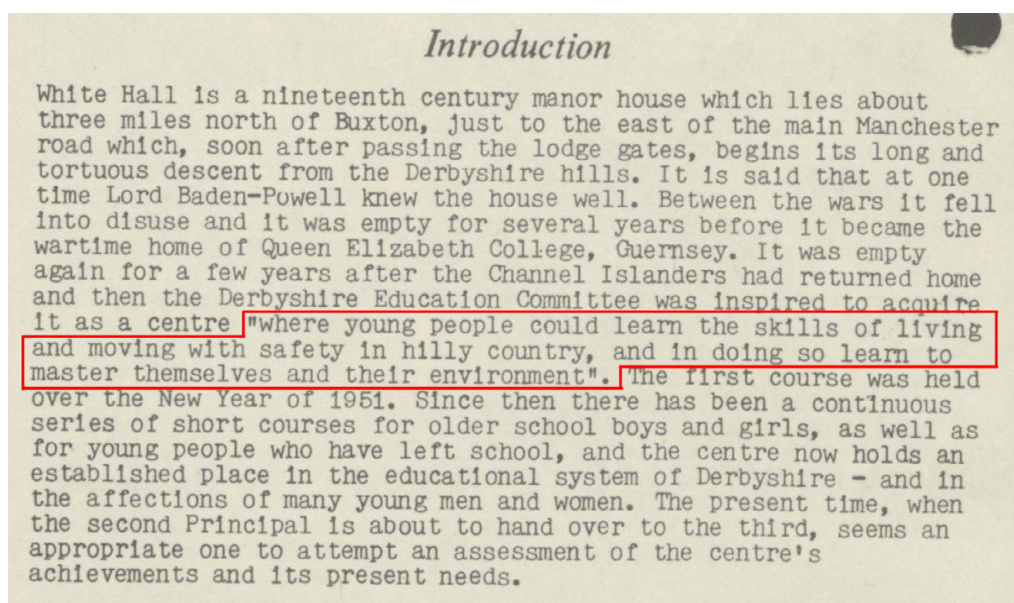 Introduction
White Hall is a nineteenth century manor house which lies about
three miles north of Buxton, just to the east of the main Manchester
road which, soon after passing the lodge gates, begins its long and
tortuous descent from the Derbyshire hills. It is said that at one
time Lord Baden-Powell knew the house well. Between the wars it fell
into disuse and it was empty for several years before it became the
wartime home of Queen Elizabeth College, Guernsey. It was empty
again for a few years after the Channel Islanders had returned home
and then the Derbyshire Education Committee was inspired to acquire
it as a centre "where young people could learn the skills of living
and moving with safety in hilly country, and in doing so learn to
master themselves and their environment". The first course was held
over the New Year of 1951. Since then there has been a continuous
series of short courses for older school boys and girls, as well as
for young people who have left school, and the centre now holds an
established place in the educational system of Derbyshire - and in
the affections of many young men and women. The present time, when
the second Principal is about to hand over to the third, seems an
appropriate one to attempt an assessment of the centre's
achievements and its present needs.